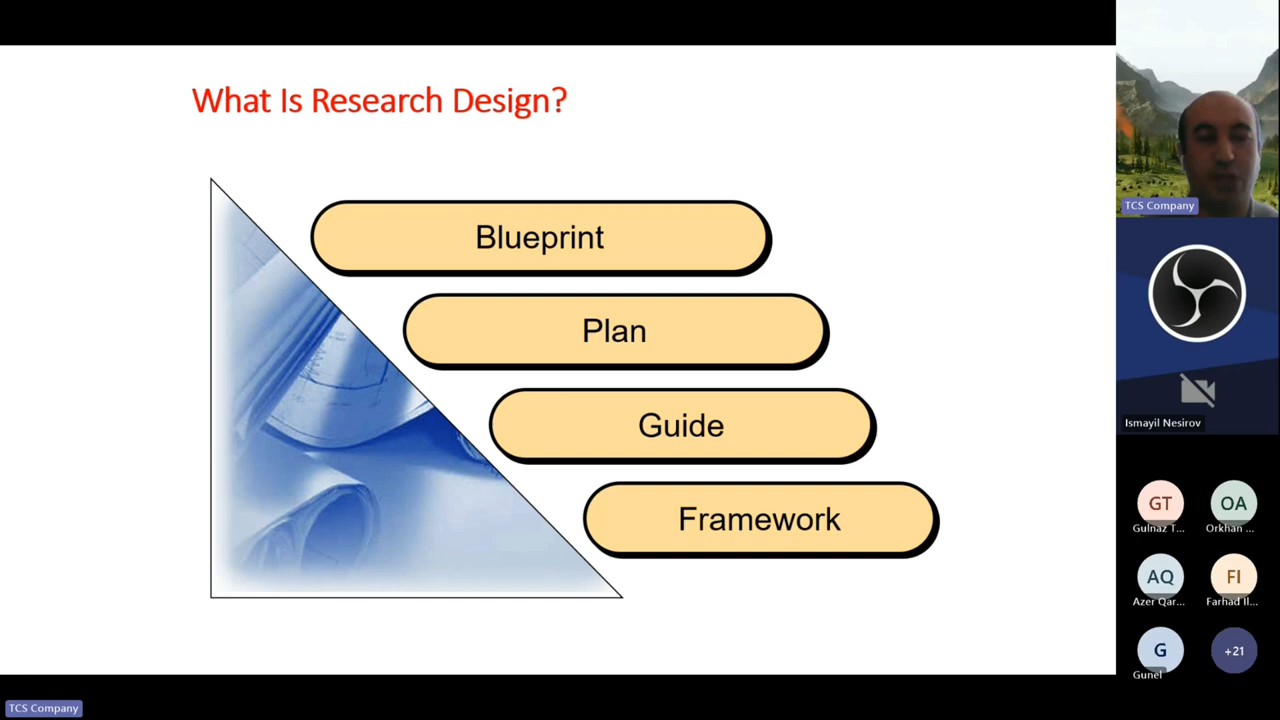 What Is Research Design?
Blueprint
Plan
Guide
Framework
TCS Company
Ismayil Nesirov
GT
Gulnaz T...
OA
Orkhan ...
AQ
Azer Qar...
FI
Farhad Il...
G
Gunel
+21
TCS Company